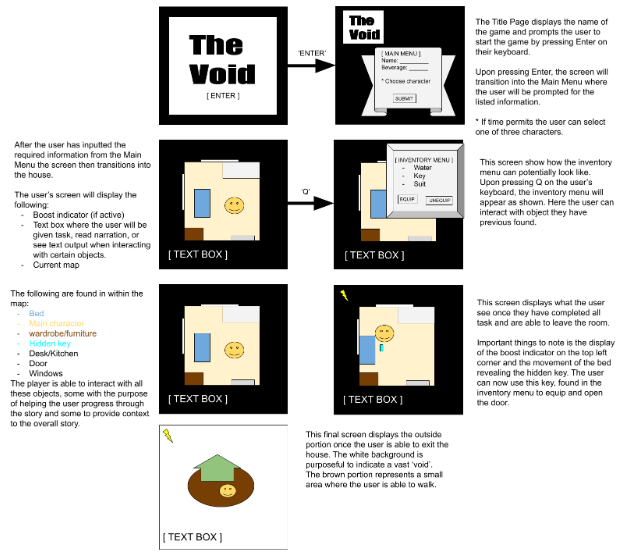 The
Void
[ ENTER ]
'ENTER'
The
Void
[ MAIN MENU ]
Name: ______
Beverage: ______
* Choose character
SUBMIT
The Title Page displays the name of
the game and prompts the user to
start the game by pressing Enter on
their keyboard.
Upon pressing Enter, the screen will
transition into the Main Menu where
the user will be prompted for the
listed information.
* If time permits the user can select
one of three characters.
After the user has inputted the
required information from the Main
Menu the screen then transitions into
the house.
The user's screen will display the
following:
- Boost indicator (if active)
- Text box where the user will be
given task, read narration, or
see text output when interacting
with certain objects.
- Current map
[ TEXT BOX ]
'Q'
[ INVENTORY MENU ]
- Water
- Key
- Suit
EQUIP
UNEQUIP
[ TEXT BOX ]
This screen show how the inventory
menu can potentially look like.
Upon pressing Q on the user's
keyboard, the inventory menu will
appear as shown. Here the user can
interact with object they have
previous found.
The following are found in within the
map:
- Bed
- Main character
- wardrobe/furniture
- Hidden key
- Desk/Kitchen
- Door
- Windows
The player is able to interact with all
these objects, some with the purpose
of helping the user progress through
the story and some to provide context
to the overall story.
[ TEXT BOX ]
[ TEXT BOX ]
This screen displays what the user
see once they have completed all
task and are able to leave the room.
Important things to note is the display
of the boost indicator on the top left
corner and the movement of the bed
revealing the hidden key. The user
can now use this key, found in the
inventory menu to equip and open
the door.
[ TEXT BOX ]
This final screen displays the outside
portion once the user is able to exit the
house. The white background is
purposeful to indicate a vast 'void'.
The brown portion represents a small
area where the user is able to walk.